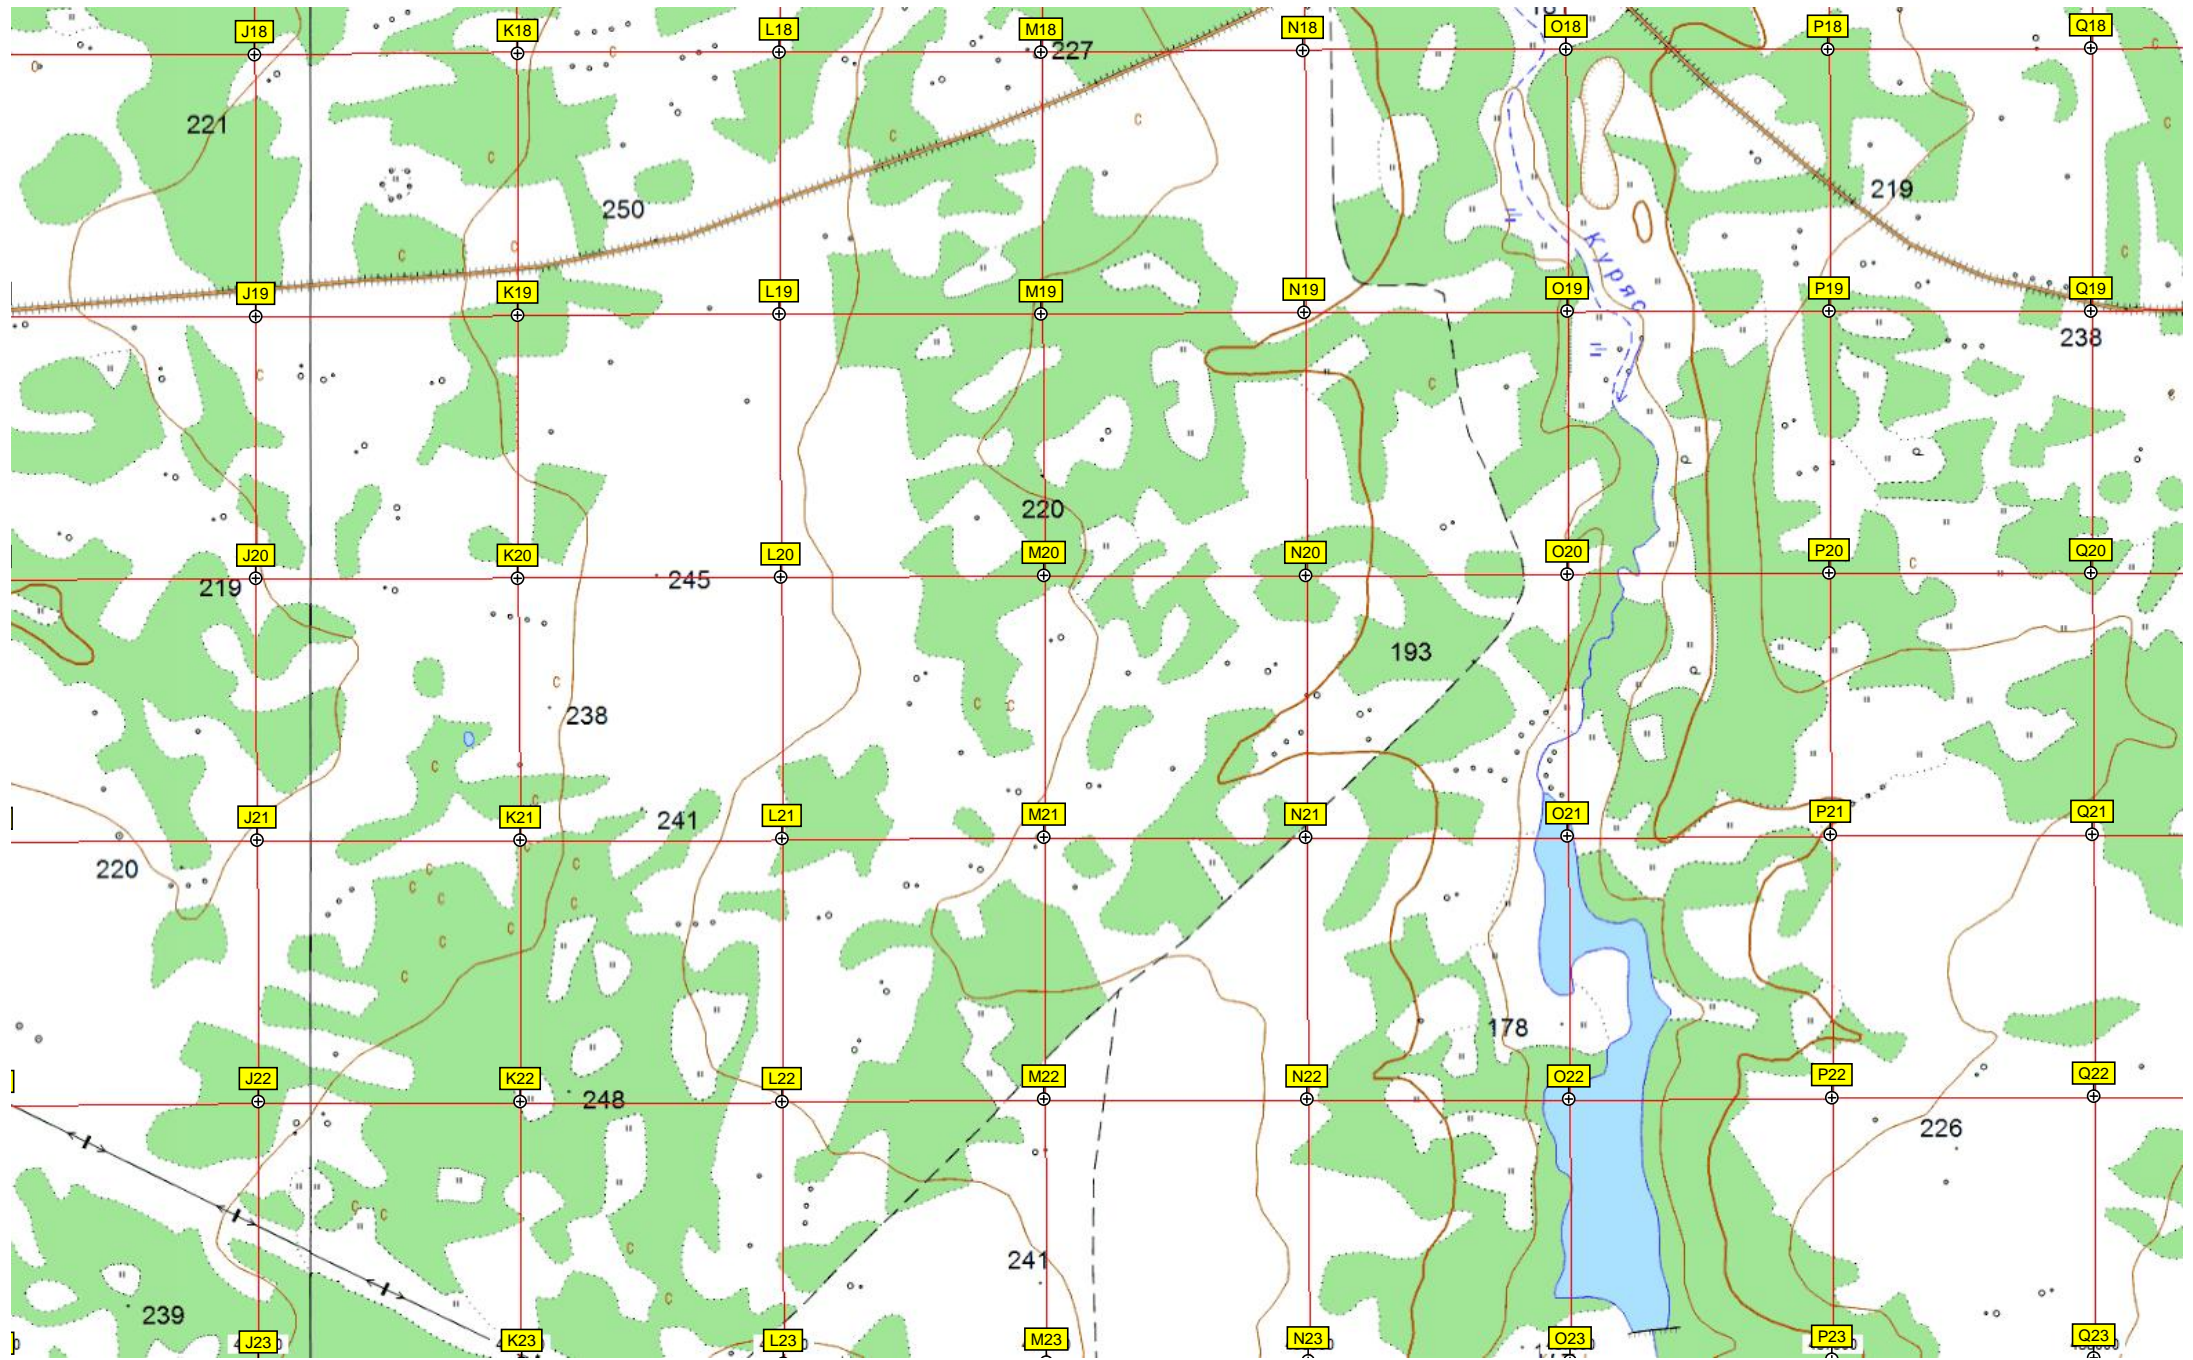 J18
K18
L18
M18
N18
O18
P18
Q18
227
221
219
250
Куряс
J19
K19
L19
M19
N19
O19
P19
Q19
238
220
J20
K20
L20
M20
N20
O20
P20
Q20
219
245
193
238
J21
K21
L21
M21
N21
O21
P21
Q21
241
220
178
J22
K22
L22
M22
N22
O22
P22
Q22
248
226
241
239
J23
K23
L23
M23
N23
O23
P23
Q23